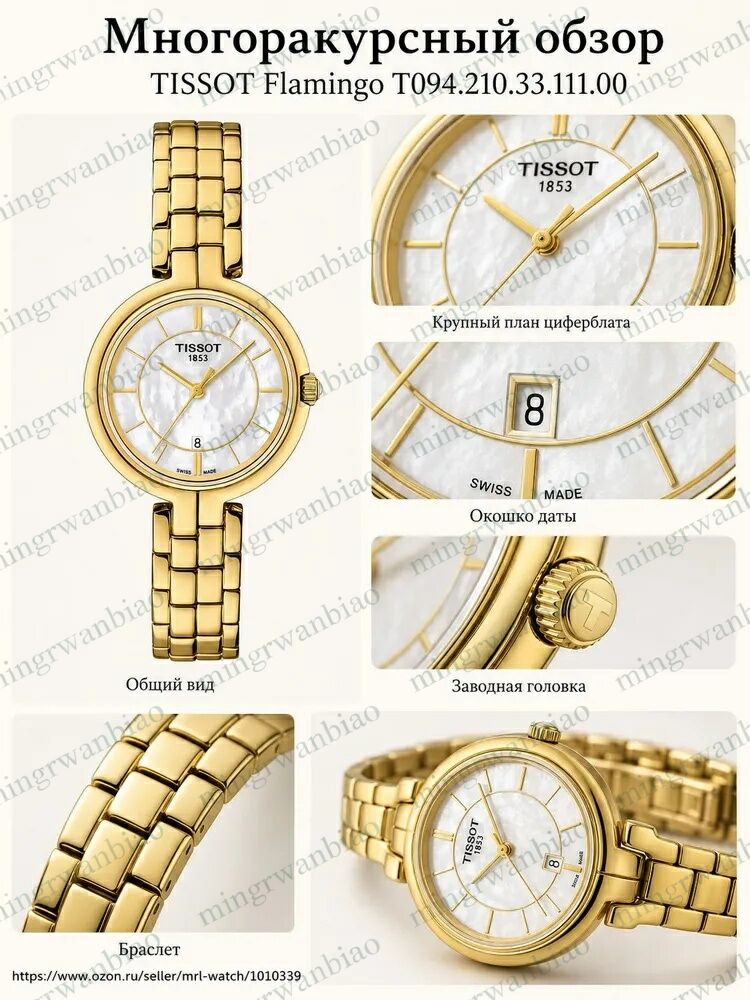 Многоракурсный обзор
TISSOT Flamingo T094.210.33.111.00
TISSOT
1853
8
SWISS MADE
Общий вид
TISSOT
1853
Крупный план циферблата
8
SWISS MADE
Окошко даты
T
Заводная головка
Браслет
TISSOT
1853
8
https://www.ozon.ru/seller/mrl-watch/1010339
mingrwanbiao